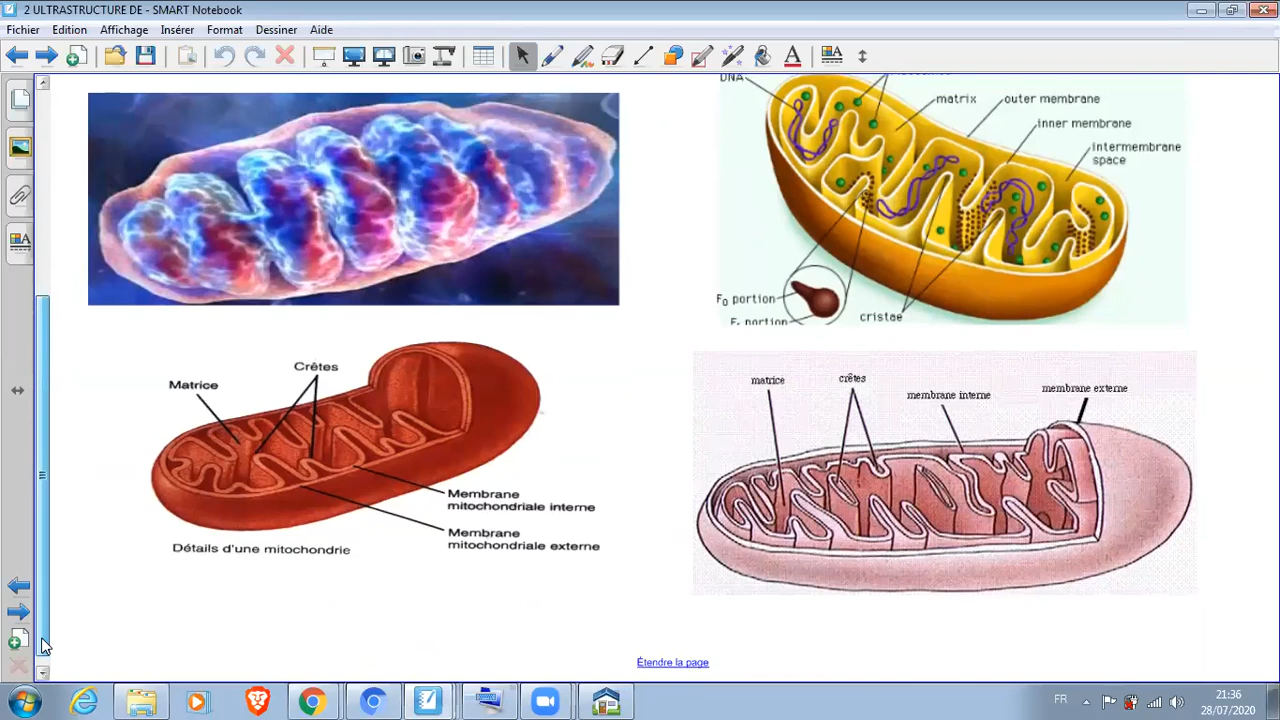 2 ULTRASTRUCTURE DE - SMART Notebook
Fichier Edition Affichage Insérer Format Dessiner Aide
DNA
matrix
outer membrane
inner membrane
intermembrane
space
F0 portion
F1 portion
cristae
Matrice
Crêtes
Membrane
mitochondriale interne
Membrane
mitochondriale externe
Détails d'une mitochondrie
matrice
crêtes
membrane interne
membrane externe
Étendre la page
FR
21:36
28/07/2020